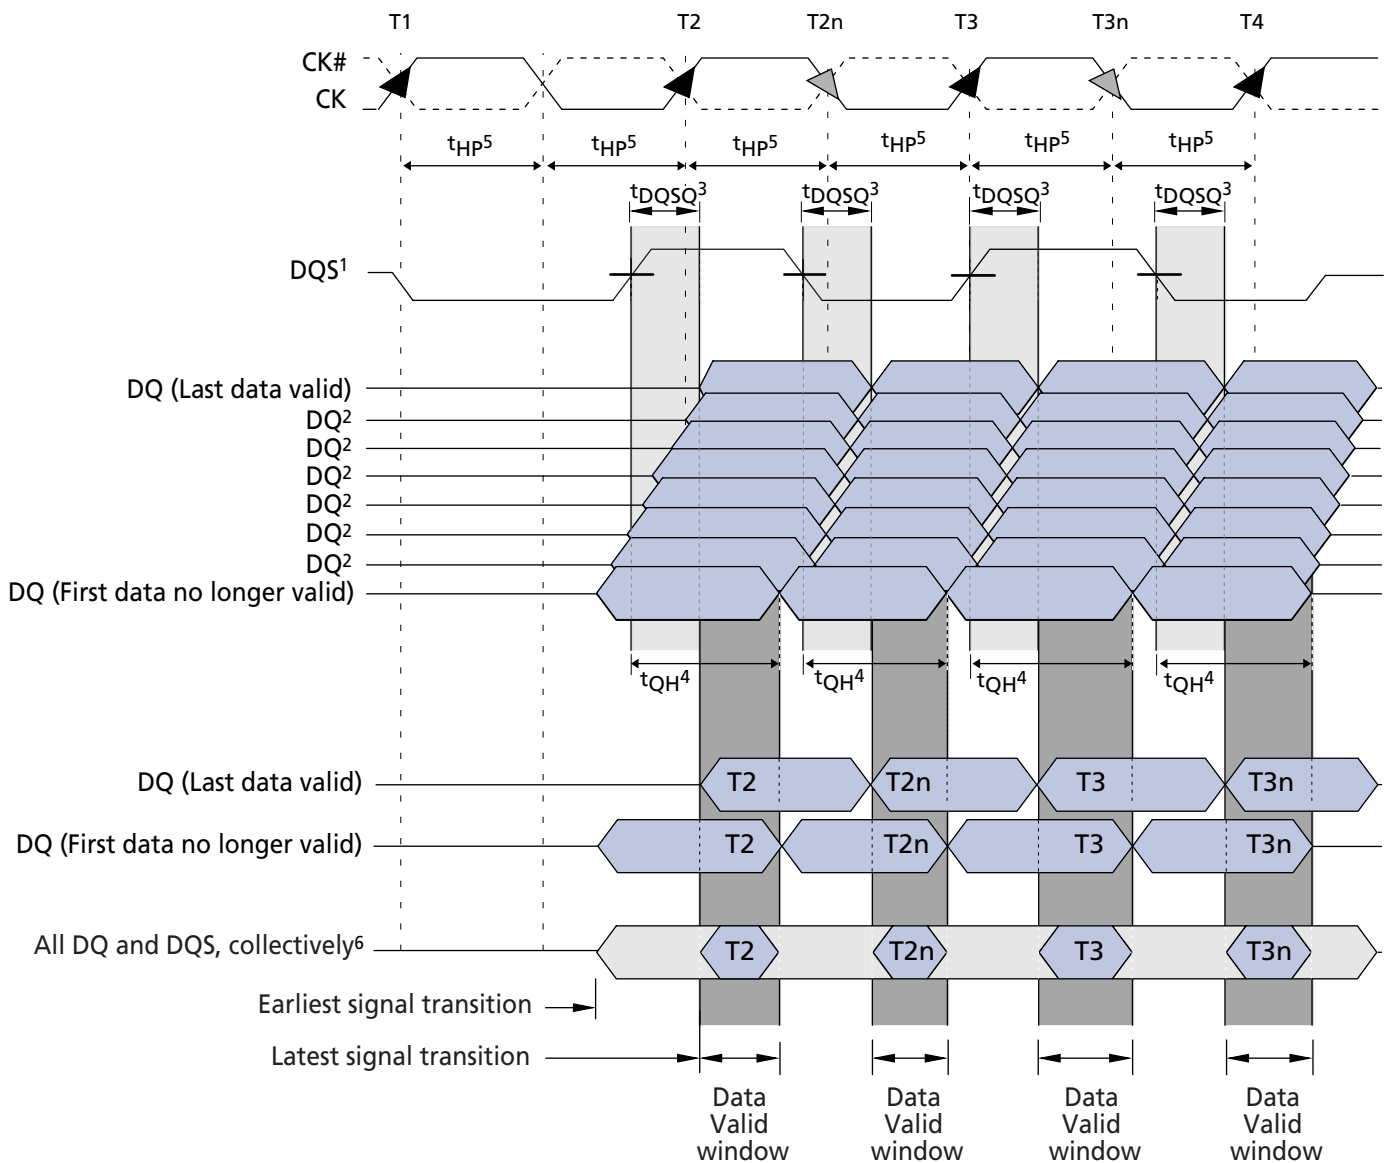 T1 T2 T2n T3 T3n T4
CK#
CK
tHP5 tHP5 tHP5 tHP5 tHP5 tHP5
tDQSQ3 tDQSQ3 tDQSQ3 tDQSQ3
DQS1
DQ (Last data valid)
DQ2
DQ2
DQ2
DQ2
DQ2
DQ2
DQ (First data no longer valid)
tQH4 tQH4 tQH4 tQH4
DQ (Last data valid) T2 T2n T3 T3n
DQ (First data no longer valid) T2 T2n T3 T3n
All DQ and DQS, collectively6 T2 T2n T3 T3n
Earliest signal transition
Latest signal transition
Data Data Data Data
Valid Valid Valid Valid
window window window window